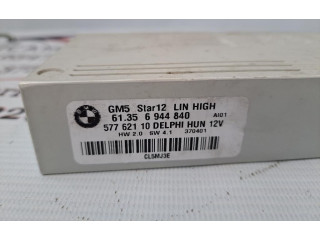 GM5 Star12 LIN HIGH
61.35 6 944 840 AI01
577 621 10 DELPHI HUN 12V
HW 2.0 SW 4.1 370401
CL5MJ3E